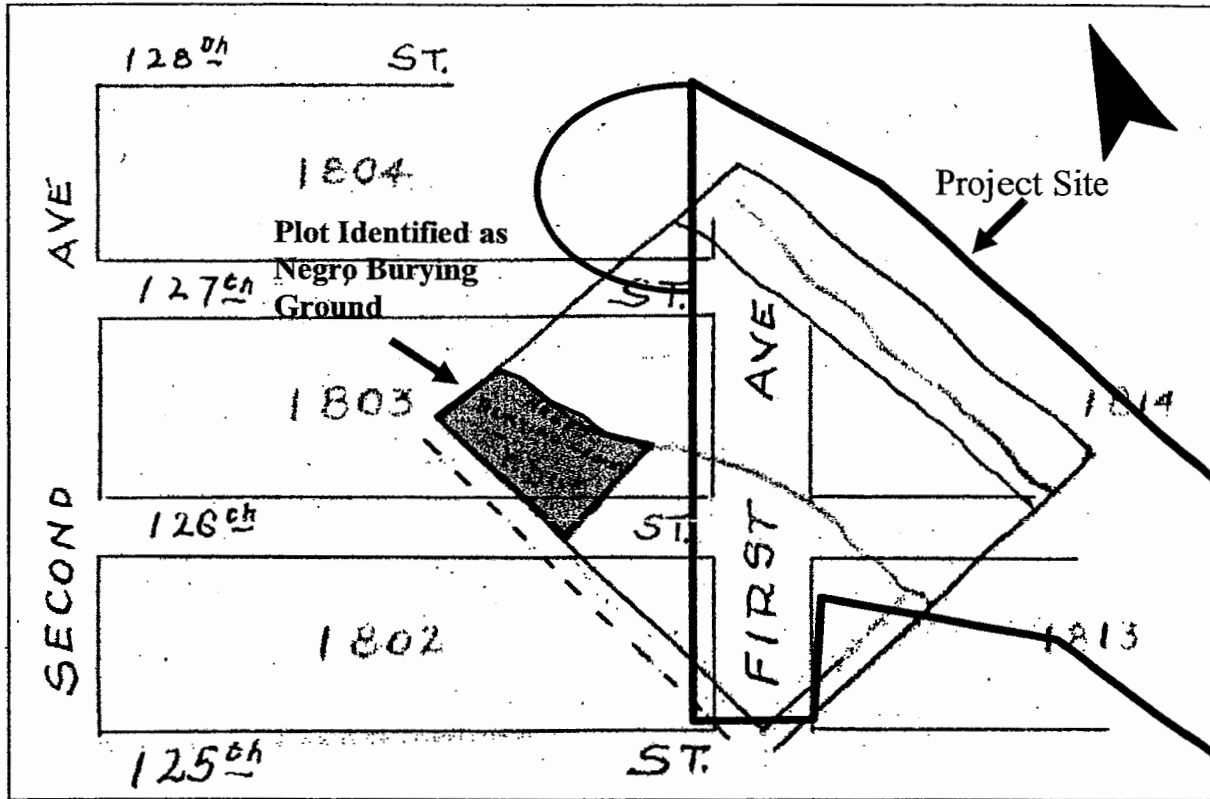 128th ST.
1804
Project Site
Plot Identified as
Negro Burying
Ground
AVE
127th ST.
AVE
1803
1814
126th ST.
SECOND
FIRST
1802
1813
125th ST.